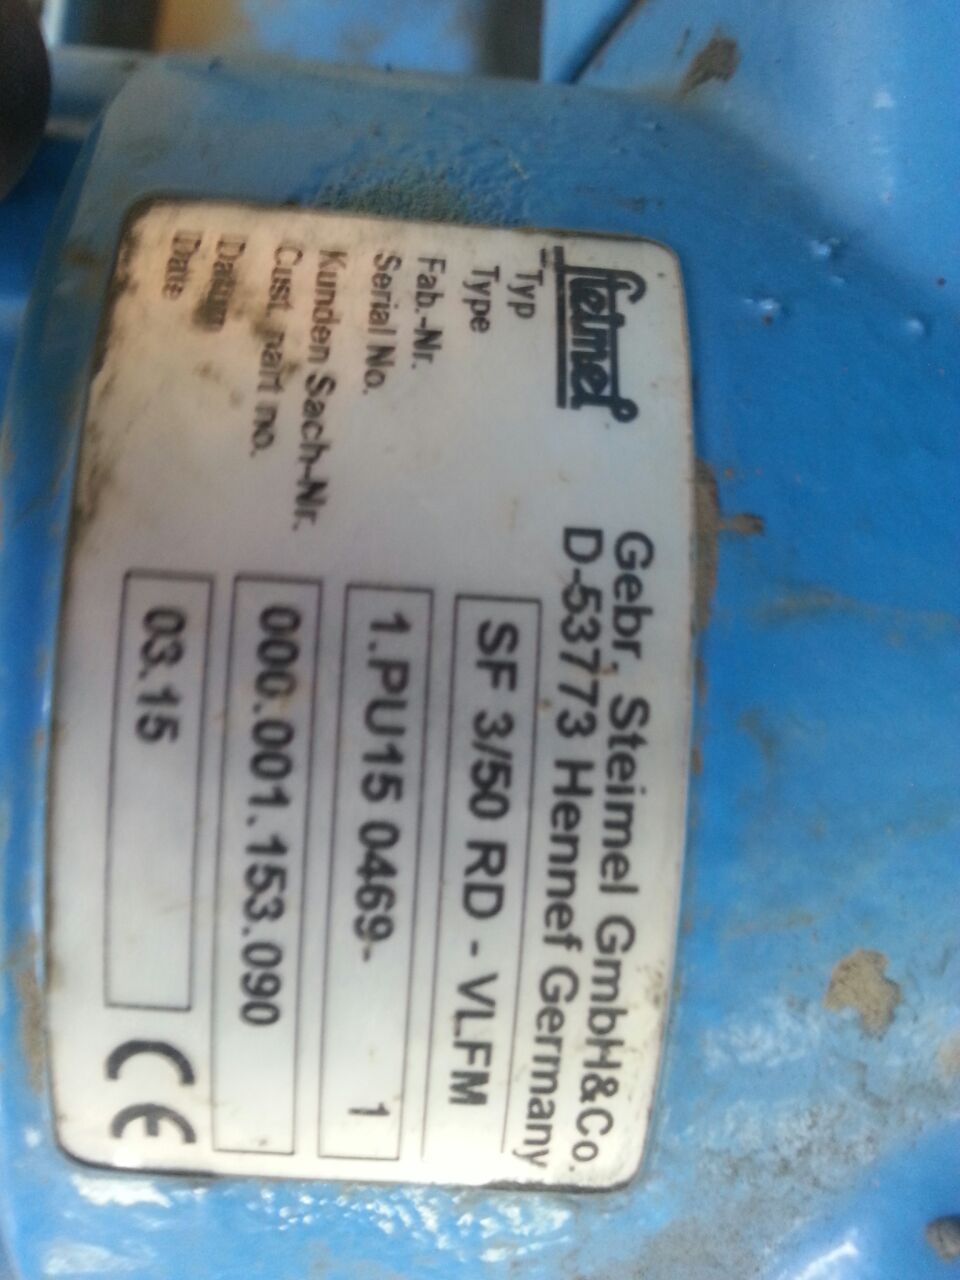 Steimel
Gebr. Steimel GmbH&Co.
D-53773 Hennef Germany
Typ
Type
SF 3/50 RD - VLFM
Fab.-Nr.
Serial No.
1.PU15 0469- 1
Kunden Sach-Nr.
Cust. part no.
000.001.153.090
Datum
Date
03.15
CE